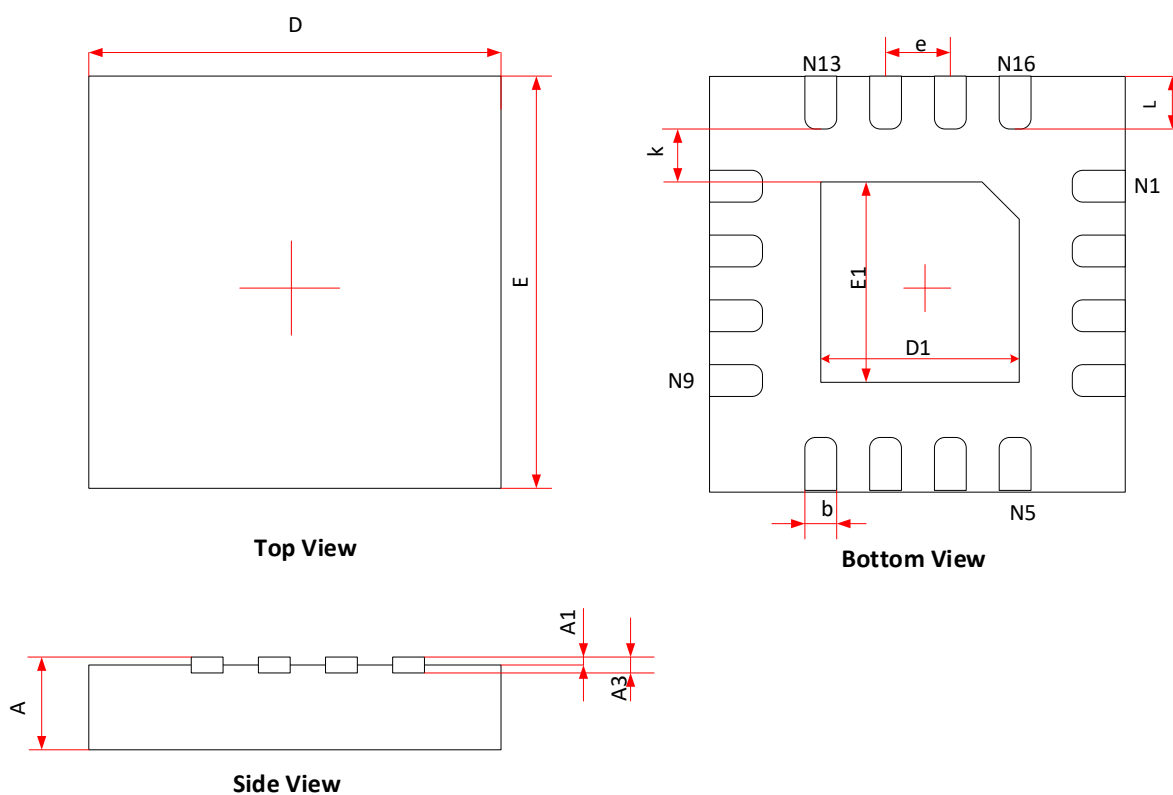 D
E
Top View
N13
e
N16
L
k
N1
E1
D1
N9
b
N5
Bottom View
A
A1
A3
Side View